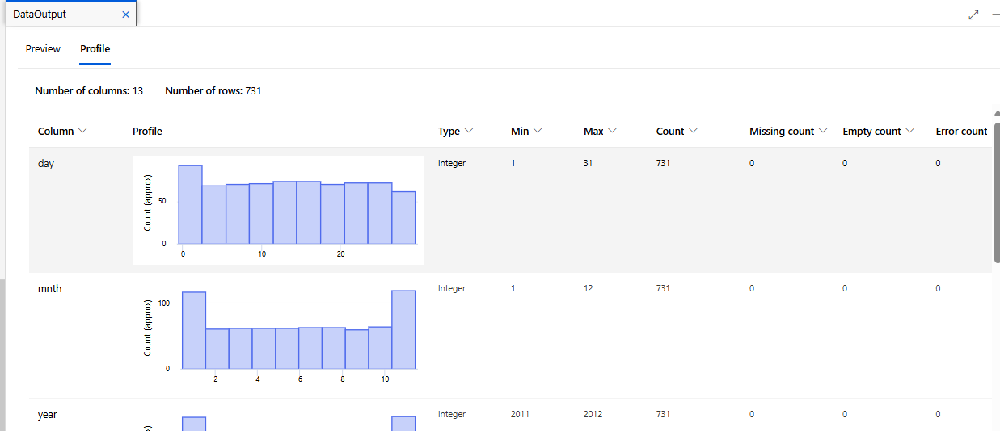 DataOutput
Preview Profile
Number of columns: 13 Number of rows: 731
Column Profile Type Min Max Count Missing count Empty count Error count
day Integer 1 31 731 0 0 0
Count (approx)
50
0
0 10 20
mnth Integer 1 12 731 0 0 0
Count (approx)
100
0
2 4 6 8 10
year Integer 2011 2012 731 0 0 0